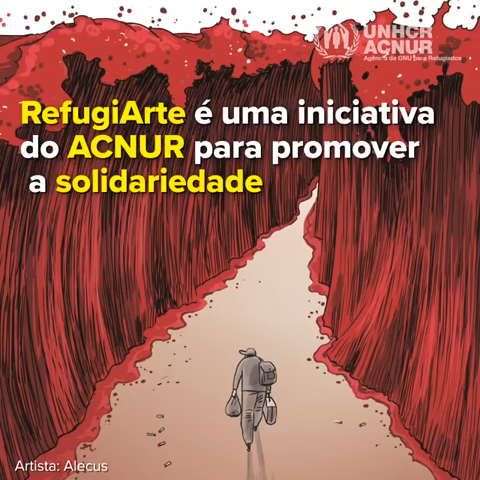 UNHCR
ACNUR
Agência da ONU para Refugiados
RefugiArte é uma iniciativa
do ACNUR para promover
a solidariedade
Artista: Alecus